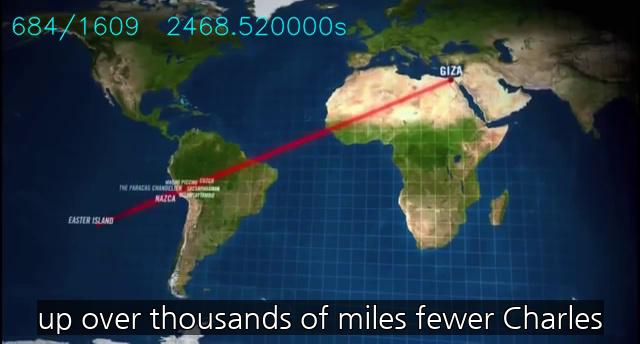 684/1609 2468.520000s
GIZA
MACHU PICCHU CUZCO
THE PARACAS CHANDELIER SACSAYHUAMAN
OLLANTAYTAMBO
NAZCA
EASTER ISLAND
up over thousands of miles fewer Charles